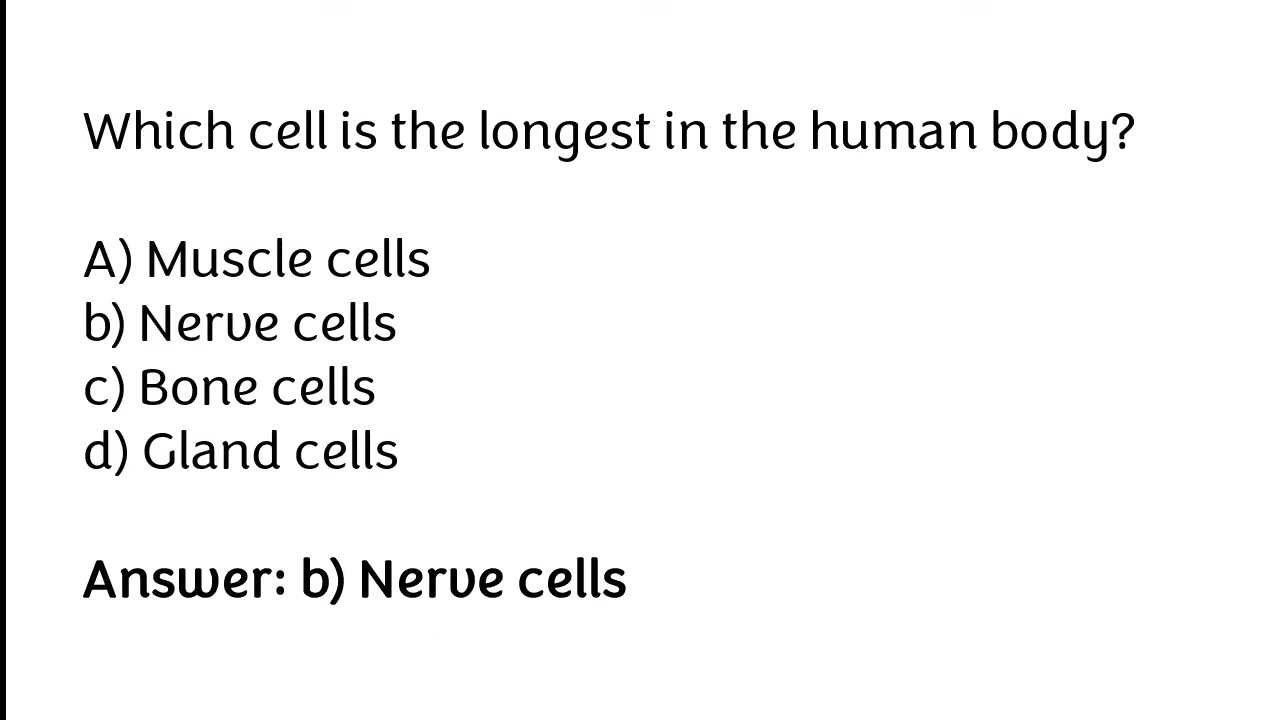 Which cell is the longest in the human body?
A) Muscle cells
b) Nerve cells
c) Bone cells
d) Gland cells
Answer: b) Nerve cells